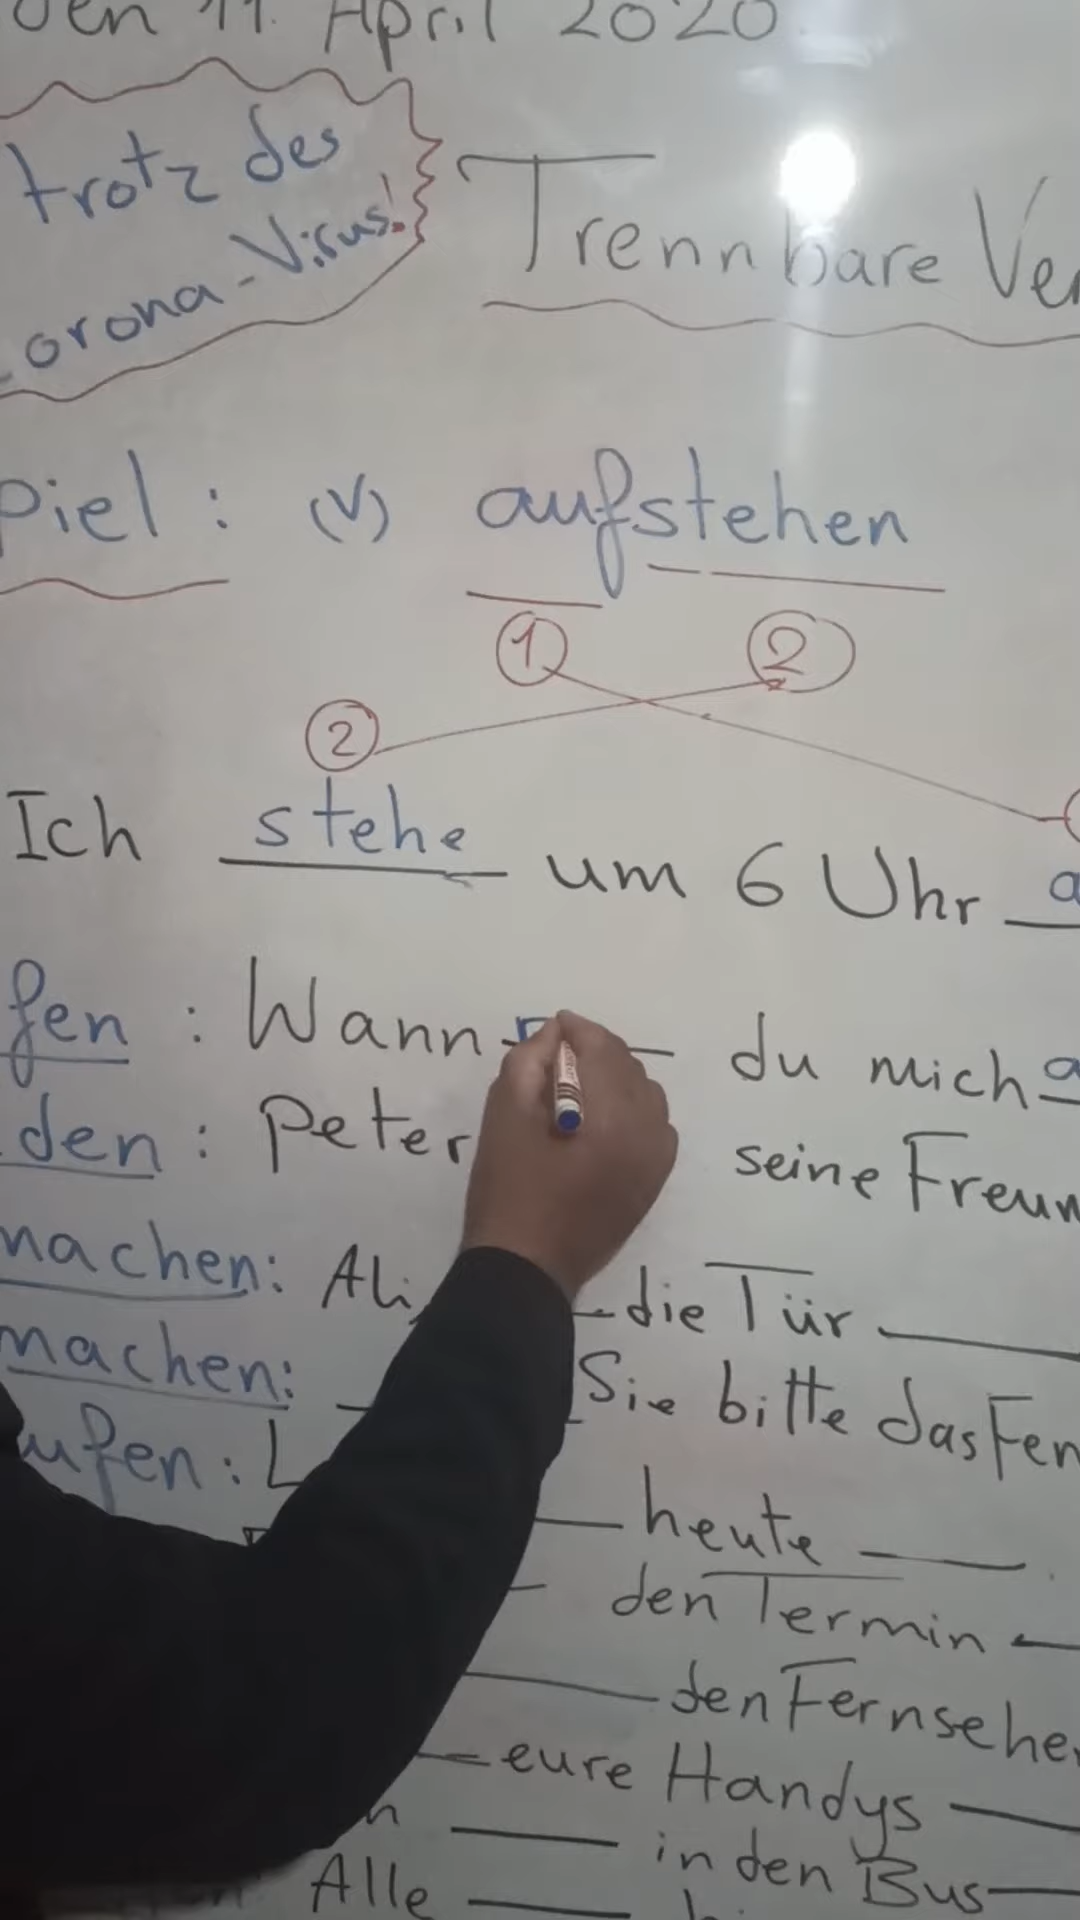 den 11. April 2020
trotz des
Corona-Virus!
Trennbare Ver
piel : (V) aufstehen
1 2
2
Ich stehe um 6 Uhr a
fen : Wann r du mich a
den : Peter seine Freun
machen: Ali die Tür
machen: Sie bitte das Fen
ufen : L heute
den Termin
den Fernsehe
eure Handys
n in den Bus
Alle